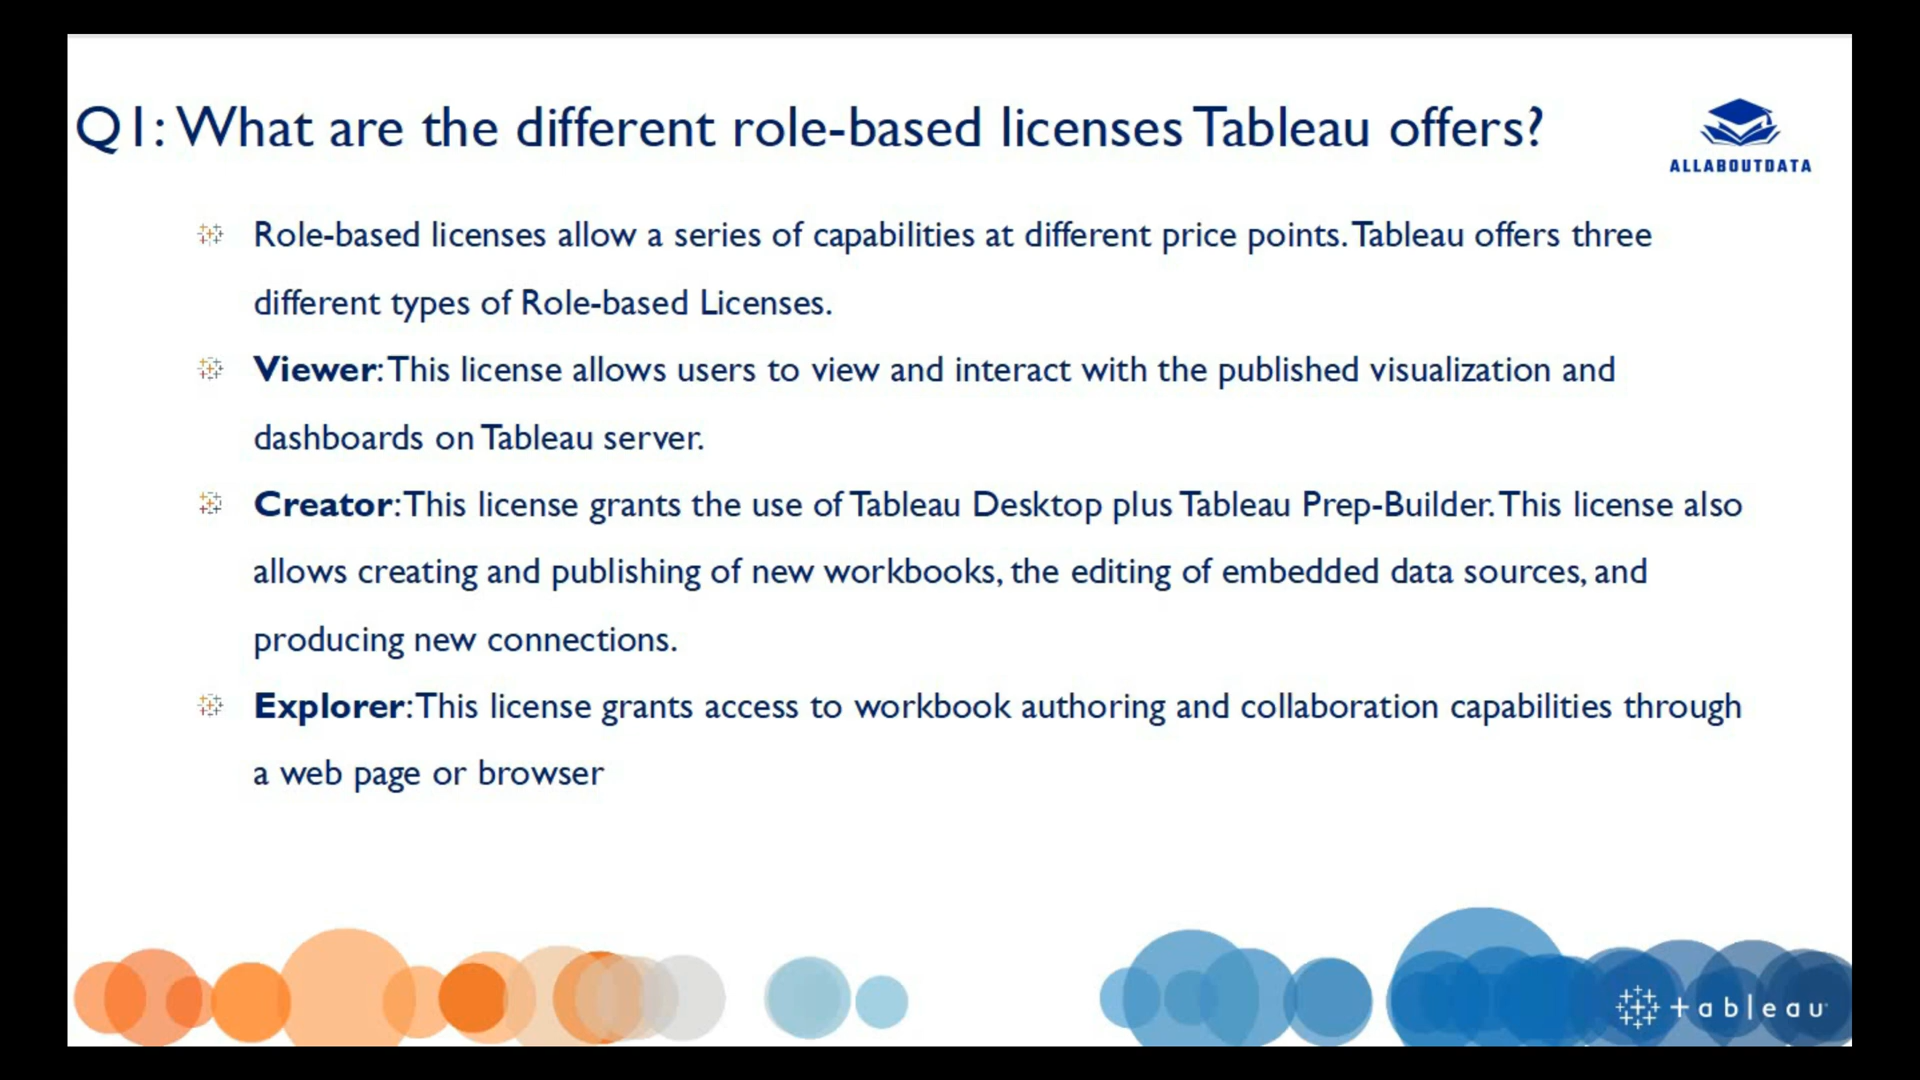 Q1: What are the different role-based licenses Tableau offers?
ALLABOUTDATA
Role-based licenses allow a series of capabilities at different price points. Tableau offers three
different types of Role-based Licenses.
Viewer: This license allows users to view and interact with the published visualization and
dashboards on Tableau server.
Creator: This license grants the use of Tableau Desktop plus Tableau Prep-Builder. This license also
allows creating and publishing of new workbooks, the editing of embedded data sources, and
producing new connections.
Explorer: This license grants access to workbook authoring and collaboration capabilities through
a web page or browser
+ableau